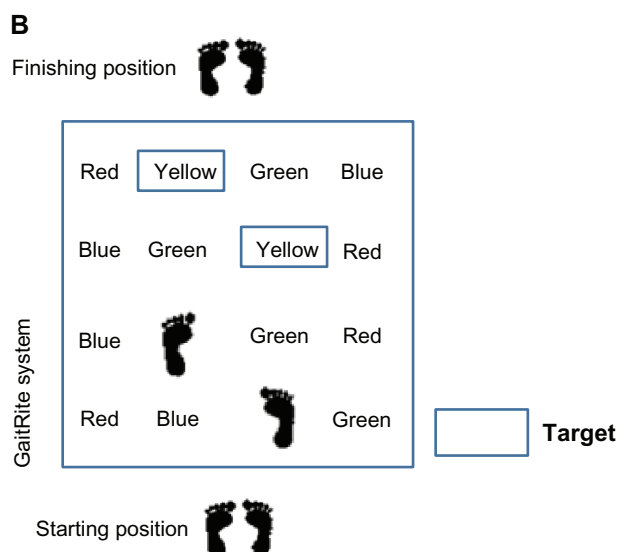 B
Finishing position
Red Yellow Green Blue
Blue Green Yellow Red
Blue Green Red
Red Blue Green
GaitRite system
Target
Starting position